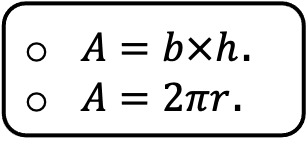 ○ A = b×h.
○ A = 2πr.